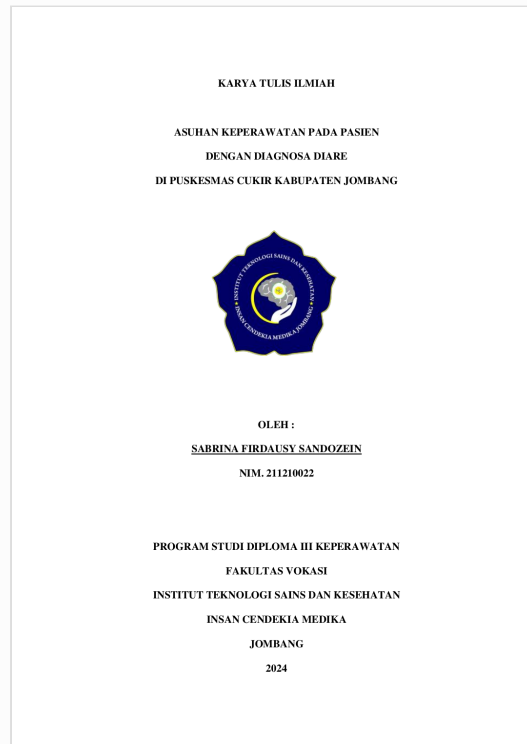 KARYA TULIS ILMIAH
ASUHAN KEPERAWATAN PADA PASIEN
DENGAN DIAGNOSA DIARE
DI PUSKESMAS CUKIR KABUPATEN JOMBANG
INSTITUT TEKNOLOGI SAINS DAN KESEHATAN
INSAN CENDEKIA MEDIKA JOMBANG
OLEH :
SABRINA FIRDAUSY SANDOZEIN
NIM. 211210022
PROGRAM STUDI DIPLOMA III KEPERAWATAN
FAKULTAS VOKASI
INSTITUT TEKNOLOGI SAINS DAN KESEHATAN
INSAN CENDEKIA MEDIKA
JOMBANG
2024